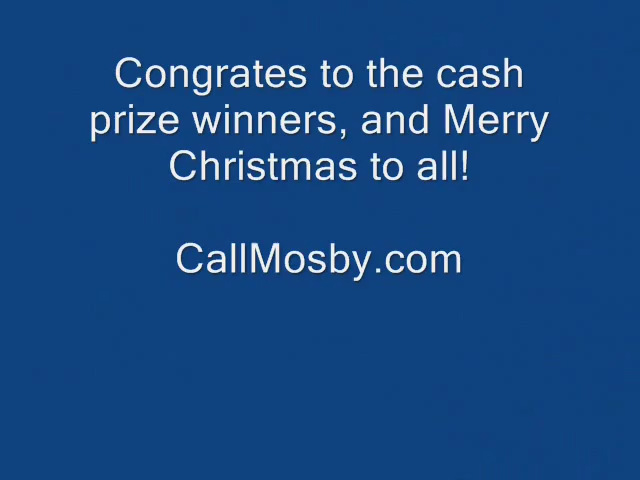 Congrates to the cash
prize winners, and Merry
Christmas to all!
CallMosby.com